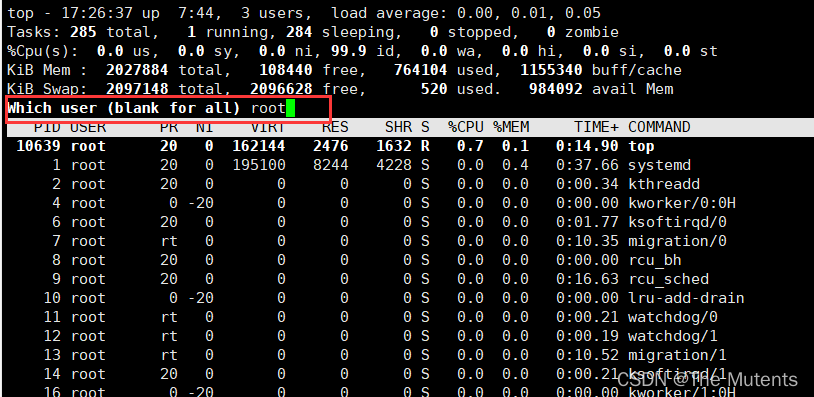 top - 17:26:37 up  7:44,  3 users,  load average: 0.00, 0.01, 0.05
Tasks: 285 total,   1 running, 284 sleeping,   0 stopped,   0 zombie
%Cpu(s):  0.0 us,  0.0 sy,  0.0 ni, 99.9 id,  0.0 wa,  0.0 hi,  0.0 si,  0.0 st
KiB Mem :  2027884 total,   108440 free,   764104 used,  1155340 buff/cache
KiB Swap:  2097148 total,  2096628 free,      520 used.   984092 avail Mem
Which user (blank for all) root
PID USER      PR  NI    VIRT    RES    SHR S  %CPU %MEM     TIME+ COMMAND
10639 root      20   0  162144   2476   1632 R   0.7  0.1   0:14.90 top
1 root      20   0  195100   8244   4228 S   0.0  0.4   0:37.66 systemd
2 root      20   0       0      0      0 S   0.0  0.0   0:00.34 kthreadd
4 root       0 -20       0      0      0 S   0.0  0.0   0:00.00 kworker/0:0H
6 root      20   0       0      0      0 S   0.0  0.0   0:01.77 ksoftirqd/0
7 root      rt   0       0      0      0 S   0.0  0.0   0:10.35 migration/0
8 root      20   0       0      0      0 S   0.0  0.0   0:00.00 rcu_bh
9 root      20   0       0      0      0 S   0.0  0.0   0:16.63 rcu_sched
10 root       0 -20       0      0      0 S   0.0  0.0   0:00.00 lru-add-drain
11 root      rt   0       0      0      0 S   0.0  0.0   0:00.21 watchdog/0
12 root      rt   0       0      0      0 S   0.0  0.0   0:00.19 watchdog/1
13 root      rt   0       0      0      0 S   0.0  0.0   0:10.52 migration/1
14 root      20   0       0      0      0 S   0.0  0.0   0:00.21 ksoftirqd/1
16 root       0 -20       0      0      0 S   0.0  0.0   0:00.00 kworker/1:0H
CSDN @The-Mutents